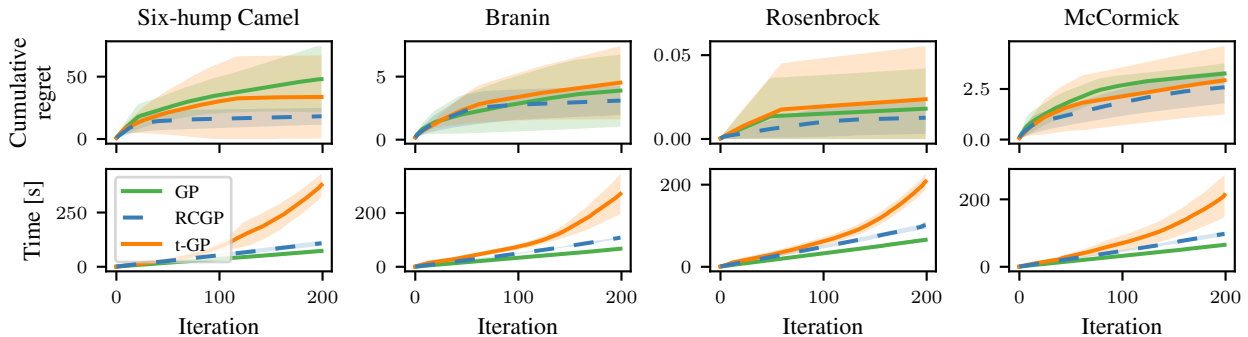 Six-hump Camel
Branin
Rosenbrock
McCormick
Cumulative
regret
50
0
5
0
0.05
0.00
2.5
0.0
Time [s]
250
0
GP
RCGP
t-GP
200
0
200
0
200
0
0
100
200
0
100
200
0
100
200
0
100
200
Iteration
Iteration
Iteration
Iteration